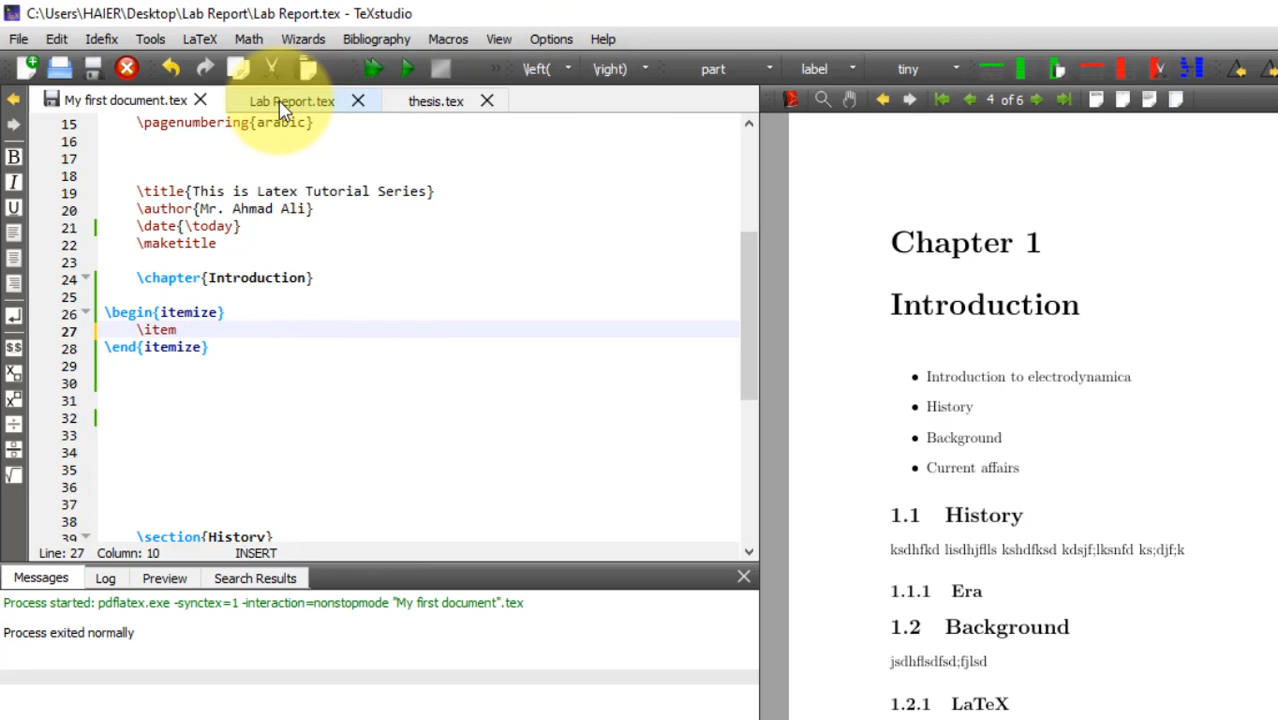 C:\Users\HAIER\Desktop\Lab Report\Lab Report.tex - TeXstudio
File Edit Idefix Tools LaTeX Math Wizards Bibliography Macros View Options Help
\left( \right) part label tiny
My first document.tex Lab Report.tex thesis.tex
4 of 6
15 \pagenumbering{arabic}
16
17
18
19 \title{This is Latex Tutorial Series}
20 \author{Mr. Ahmad Ali}
21 \date{\today}
22 \maketitle
23
24 \chapter{Introduction}
25
26 \begin{itemize}
27 \item
28 \end{itemize}
29
30
31
32
33
34
35
36
37
38
39 \section{History}
Line: 27 Column: 10 INSERT
Messages Log Preview Search Results
Process started: pdflatex.exe -synctex=1 -interaction=nonstopmode "My first document".tex
Process exited normally
Chapter 1
Introduction
• Introduction to electrodynamica
• History
• Background
• Current affairs
1.1 History
ksdhfkd lisdhjflls kshdfksd kdsjf;lksnfd ks;djf;k
1.1.1 Era
1.2 Background
jsdhflsdfsd;fjlsd
1.2.1 LaTeX